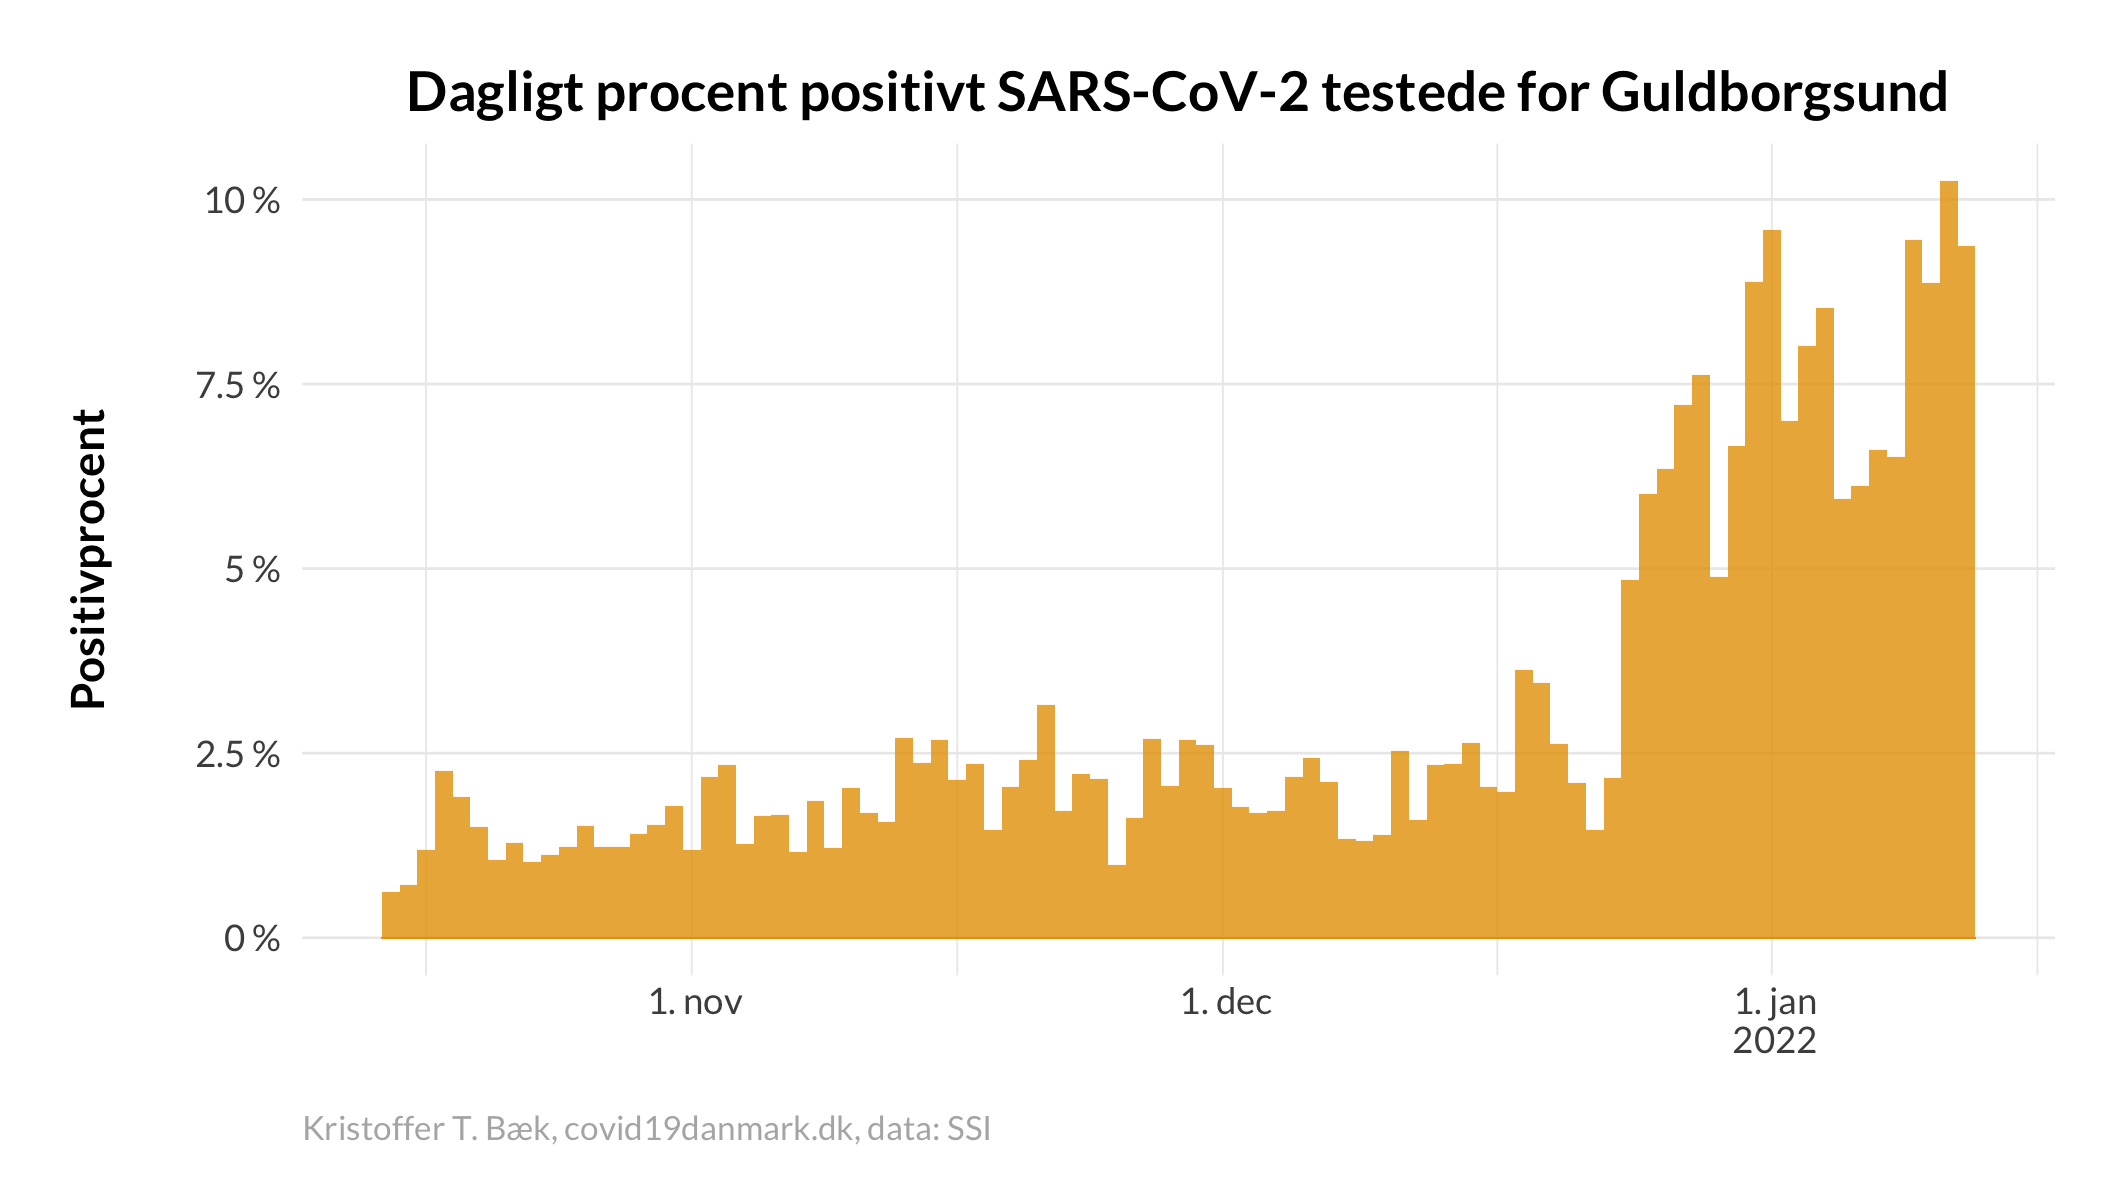 Dagligt procent positivt SARS-CoV-2 testede for Guldborgsund
Positivprocent
10 %
7.5 %
5 %
2.5 %
0 %
1. nov
1. dec
1. jan
2022
Kristoffer T. Bæk, covid19danmark.dk, data: SSI